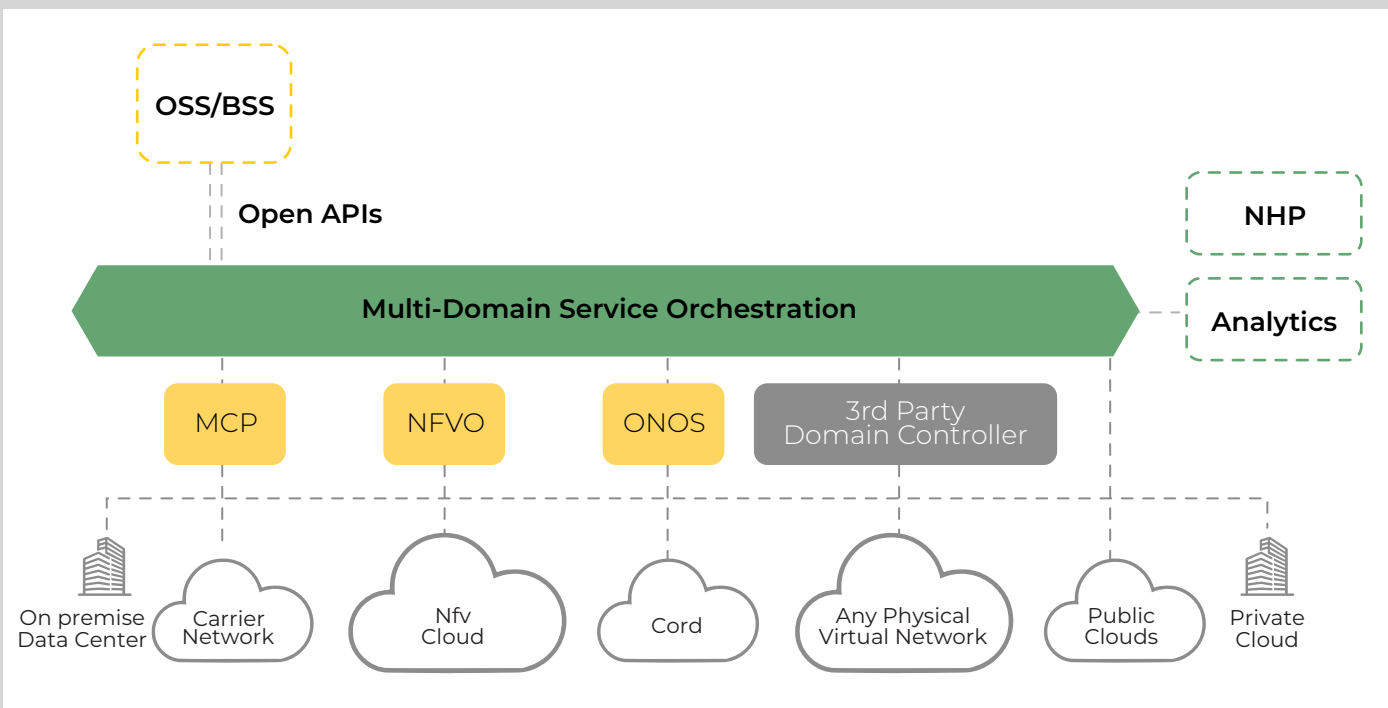 OSS/BSS
Open APIs
NHP
Multi-Domain Service Orchestration
Analytics
MCP
NFVO
ONOS
3rd Party
Domain Controller
On premise
Data Center
Carrier
Network
Nfv
Cloud
Cord
Any Physical
Virtual Network
Public
Clouds
Private
Cloud